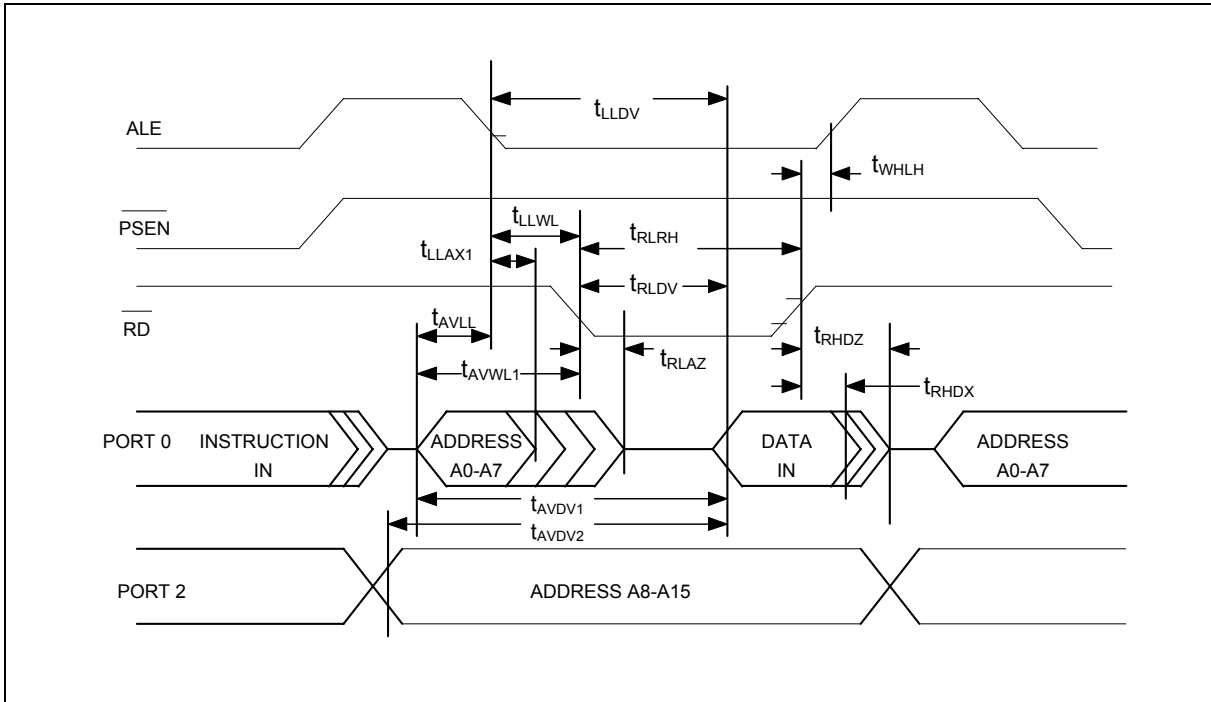 tLLDV
ALE
tWHLH
PSEN
tLLWL
tRLRH
tLLAX1
tRLDV
RD
tAVLL
tRLAZ
tRHDZ
tAVWL1
tRHDX
PORT 0
INSTRUCTION
IN
ADDRESS
A0-A7
DATA
IN
ADDRESS
A0-A7
tAVDV1
tAVDV2
PORT 2
ADDRESS A8-A15